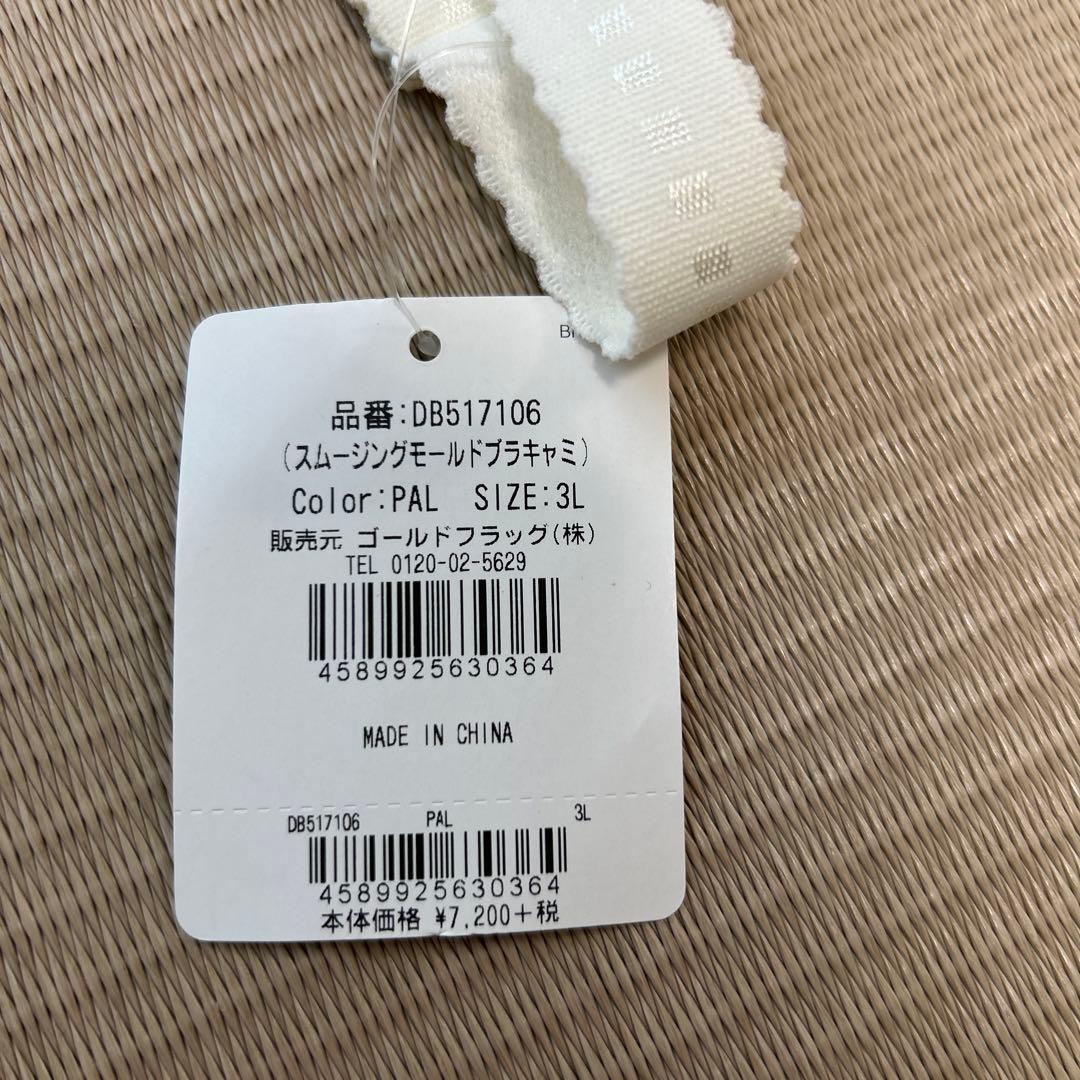 品番:DB517106
(スムージングモールドブラキャミ)
Color:PAL SIZE:3L
販売元 ゴールドフラッグ(株)
TEL 0120-02-5629
4589925630364
MADE IN CHINA
DB517106 PAL 3L
4589925630364
本体価格 ¥7,200+税